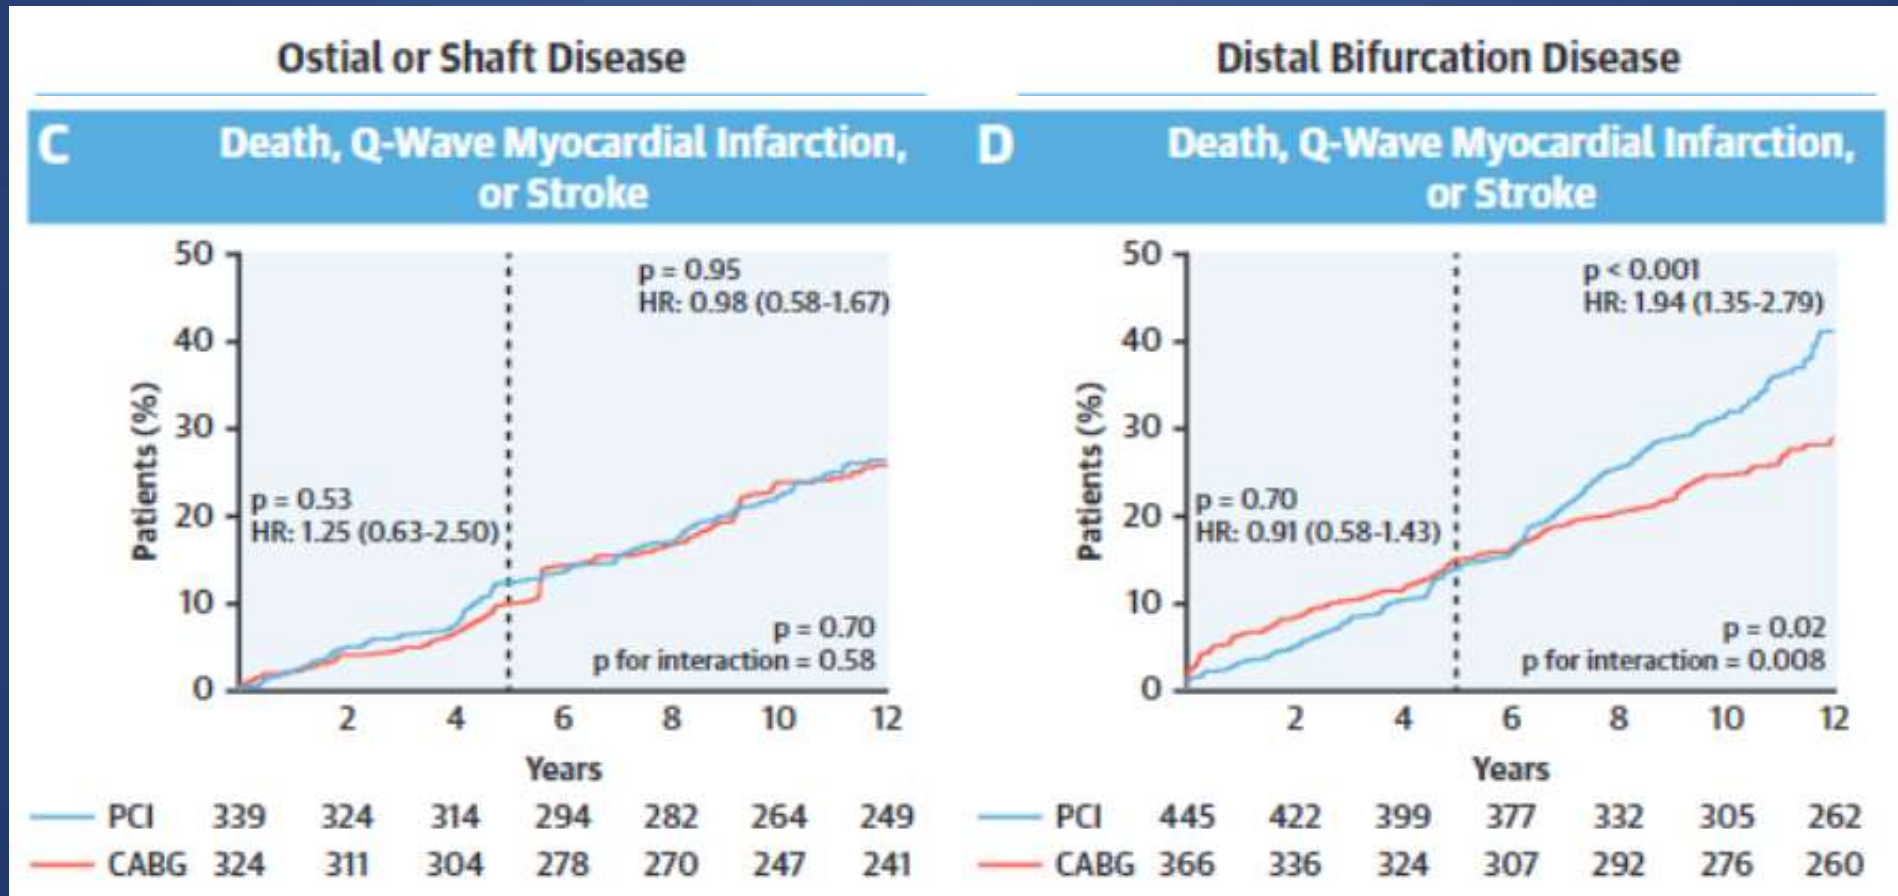 Ostial or Shaft Disease
C
Death, Q-Wave Myocardial Infarction,
or Stroke
50
40
30
20
10
0
Patients (%)
p = 0.95
HR: 0.98 (0.58-1.67)
p = 0.53
HR: 1.25 (0.63-2.50)
p = 0.70
p for interaction = 0.58
2 4 6 8 10 12
Years
PCI 339 324 314 294 282 264 249
CABG 324 311 304 278 270 247 241
Distal Bifurcation Disease
D
Death, Q-Wave Myocardial Infarction,
or Stroke
50
40
30
20
10
0
Patients (%)
p < 0.001
HR: 1.94 (1.35-2.79)
p = 0.70
HR: 0.91 (0.58-1.43)
p = 0.02
p for interaction = 0.008
2 4 6 8 10 12
Years
PCI 445 422 399 377 332 305 262
CABG 366 336 324 307 292 276 260